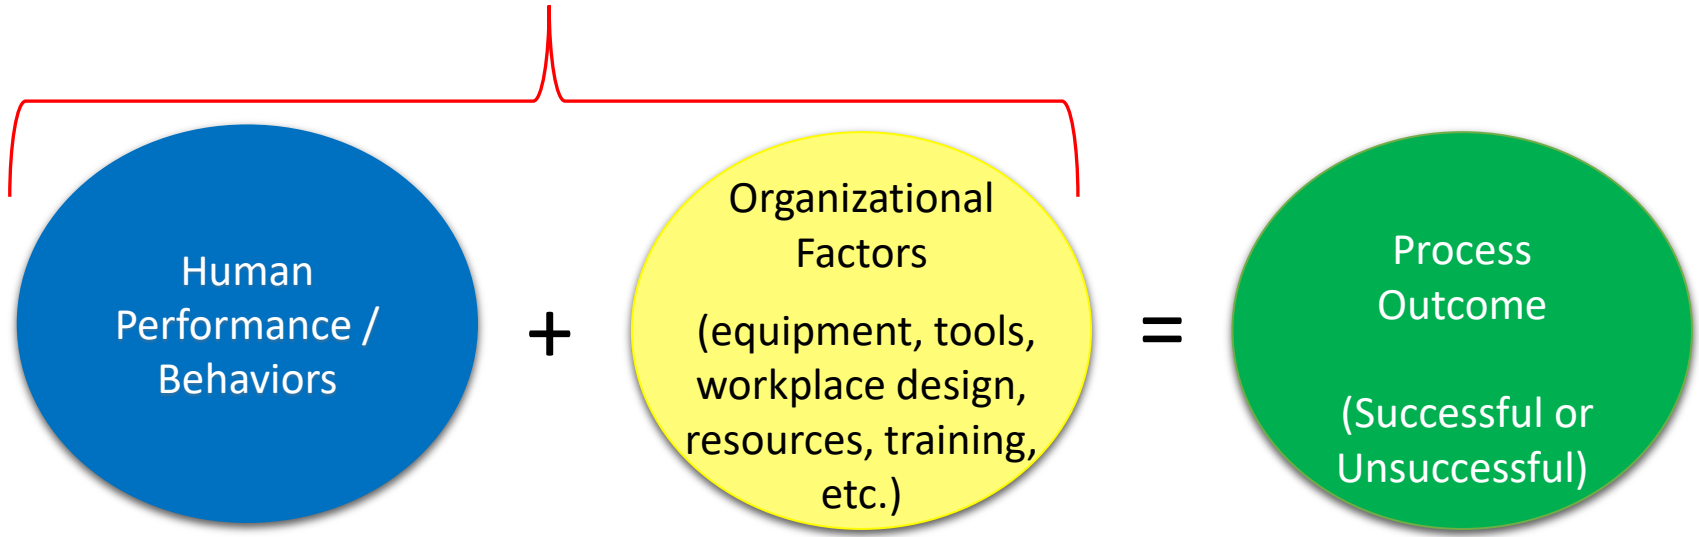 Human
Performance /
Behaviors
+
Organizational
Factors
(equipment, tools,
workplace design,
resources, training,
etc.)
=
Process
Outcome
(Successful or
Unsuccessful)